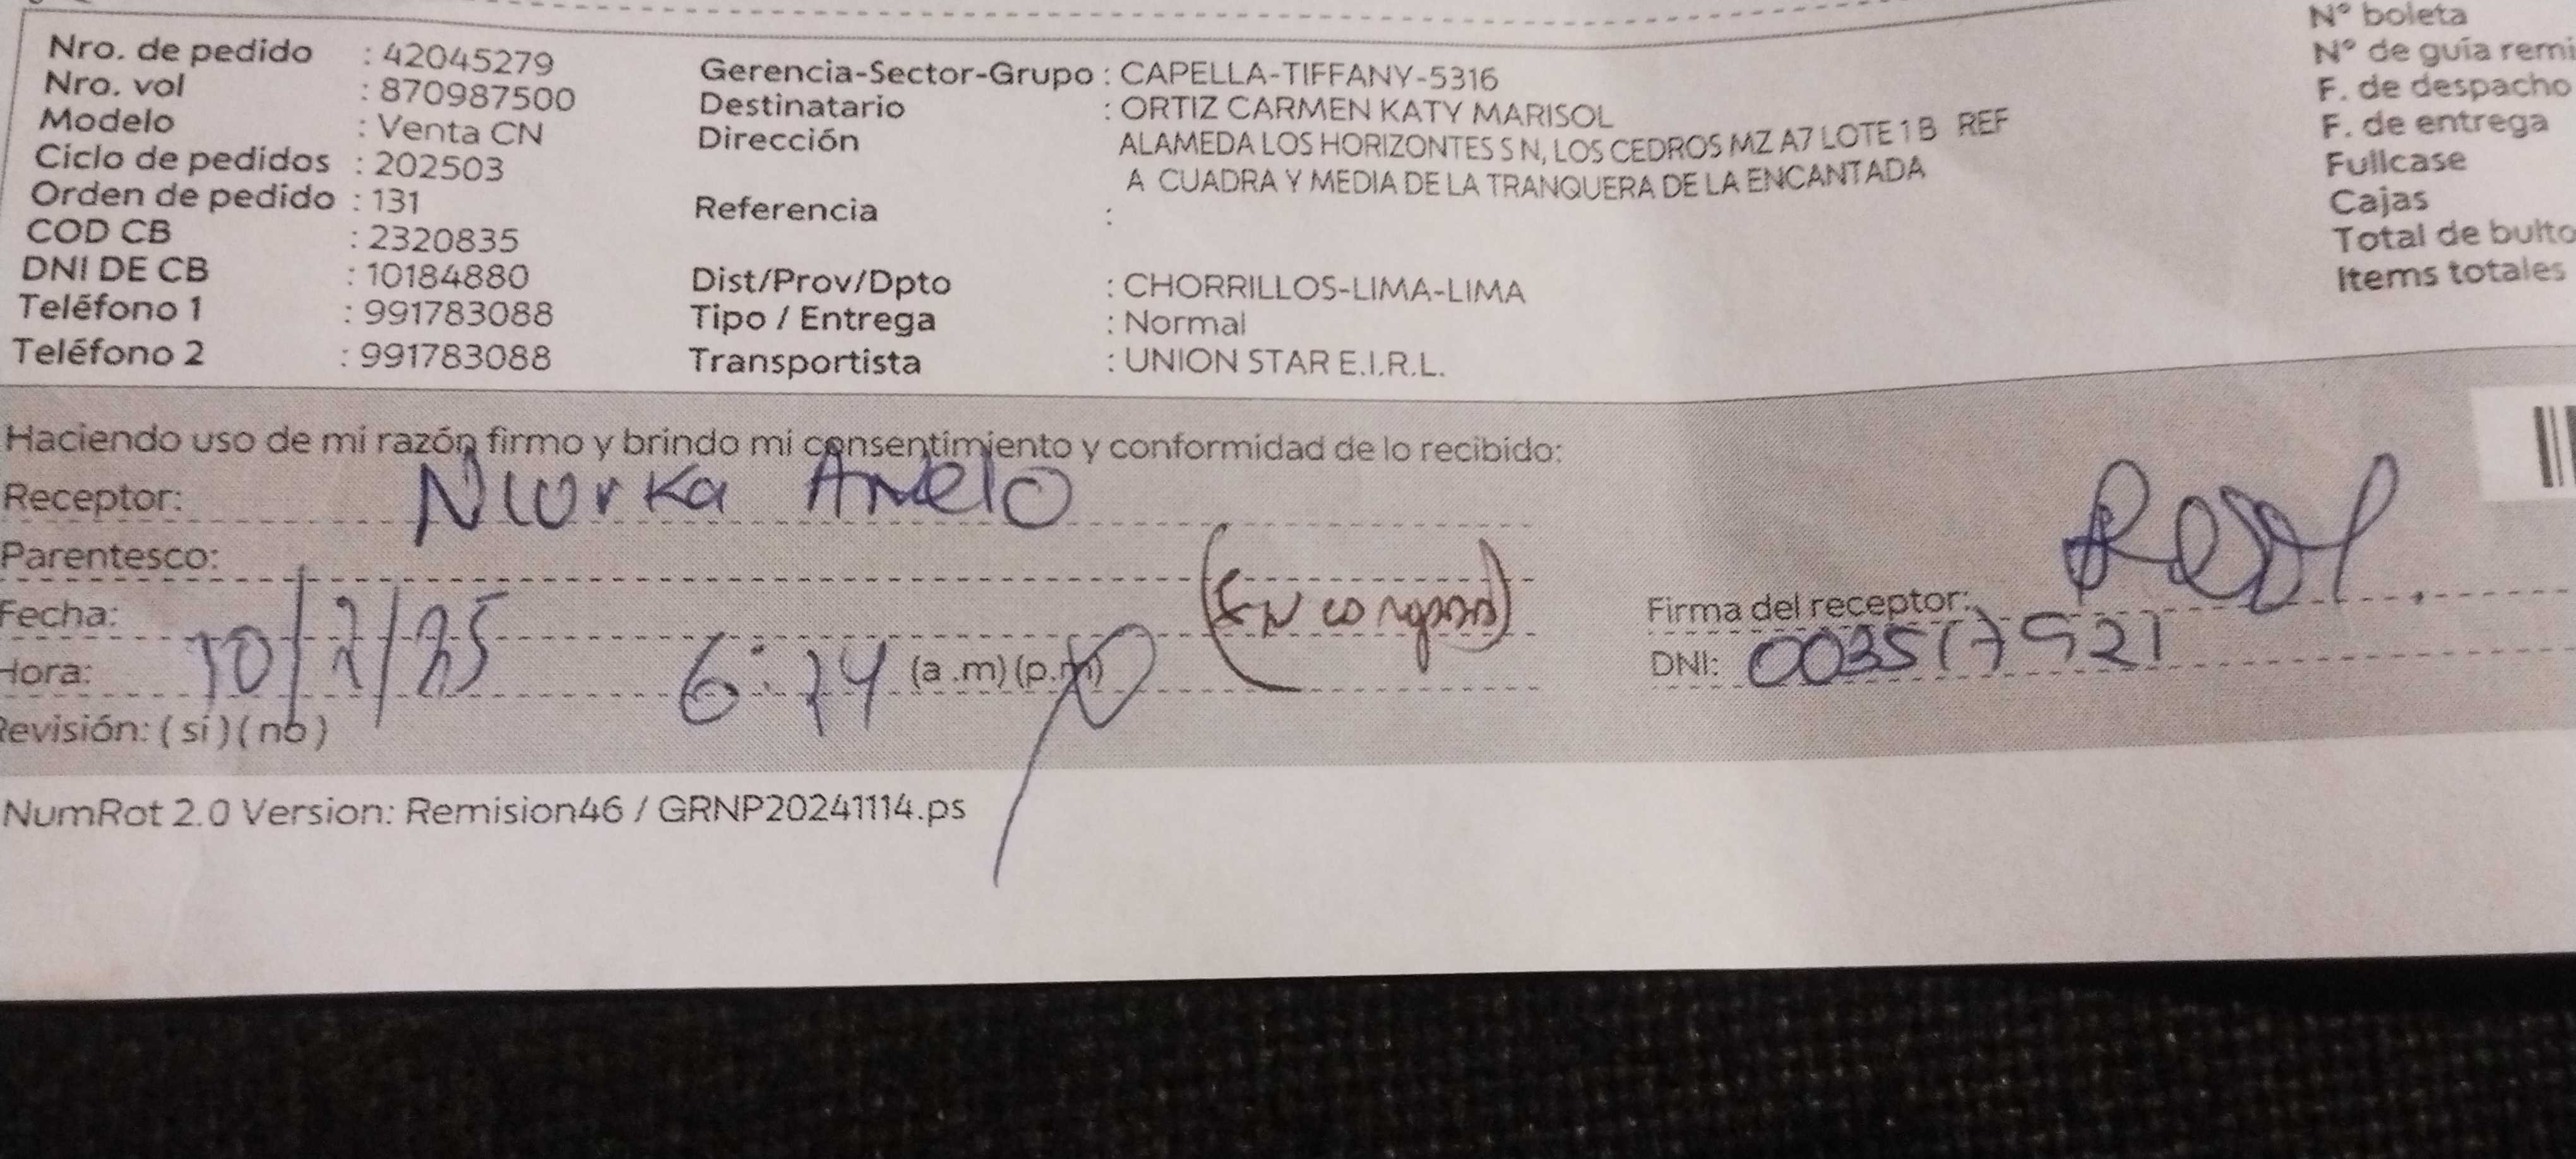 Nro. de pedido : 42045279
Nro. vol : 870987500
Modelo : Venta CN
Ciclo de pedidos : 202503
Orden de pedido : 131
COD CB : 2320835
DNI DE CB : 10184880
Teléfono 1 : 991783088
Teléfono 2 : 991783088
Gerencia-Sector-Grupo : CAPELLA-TIFFANY-5316
Destinatario : ORTIZ CARMEN KATY MARISOL
Dirección ALAMEDA LOS HORIZONTES S N, LOS CEDROS MZ A7 LOTE 1 B REF
A CUADRA Y MEDIA DE LA TRANQUERA DE LA ENCANTADA
Referencia :
Dist/Prov/Dpto : CHORRILLOS-LIMA-LIMA
Tipo / Entrega : Normal
Transportista : UNION STAR E.I.R.L.
N° boleta
N° de guía remi
F. de despacho
F. de entrega
Fullcase
Cajas
Total de bulto
Items totales
Haciendo uso de mi razón firmo y brindo mi consentimiento y conformidad de lo recibido:
Receptor: Niurka
Parentesco:
Fecha: 10/2/25
Hora: 6:24 (a .m) (p.m)
Revisión: ( si ) ( no )
Firma del receptor:
DNI: 003517521
NumRot 2.0 Version: Remision46 / GRNP20241114.ps